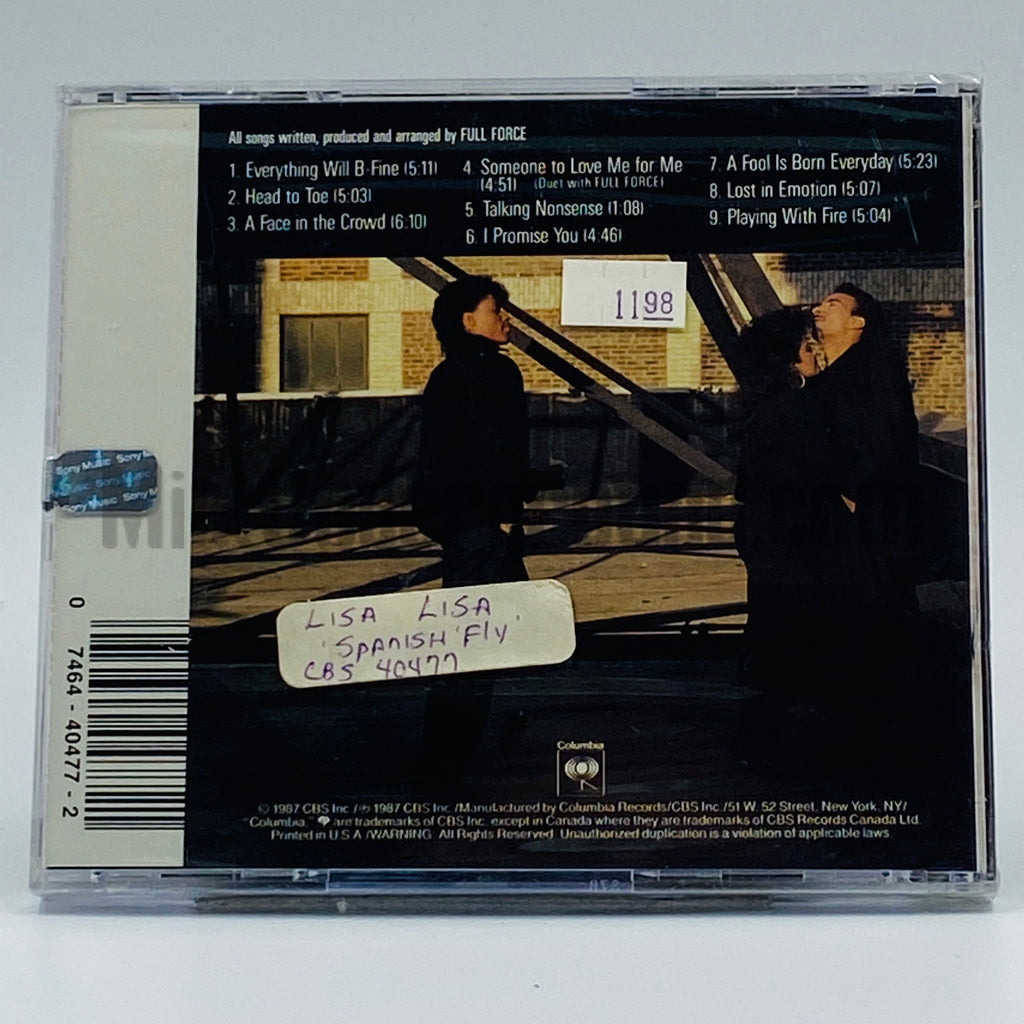 All songs written, produced and arranged by FULL FORCE
1. Everything Will B-Fine (5:11)
2. Head to Toe (5:03)
3. A Face in the Crowd (6:10)
4. Someone to Love Me for Me
(4:51) (Duet with FULL FORCE)
5. Talking Nonsense (1:08)
6. I Promise You (4:46)
7. A Fool Is Born Everyday (5:23)
8. Lost in Emotion (5:07)
9. Playing With Fire (5:04)
1198
Sony Music Sony M
Music Sony Music
Sony Music Sony M
LISA LISA
'SPANISH Fly'
CBS 40477
0 7464-40477-2
Columbia
© 1987 CBS Inc./℗ 1987 CBS Inc./Manufactured by Columbia Records/CBS Inc./51 W. 52 Street, New York, NY/
"Columbia," are trademarks of CBS Inc. except in Canada where they are trademarks of CBS Records Canada Ltd.
Printed in U.S.A./WARNING: All Rights Reserved. Unauthorized duplication is a violation of applicable laws.